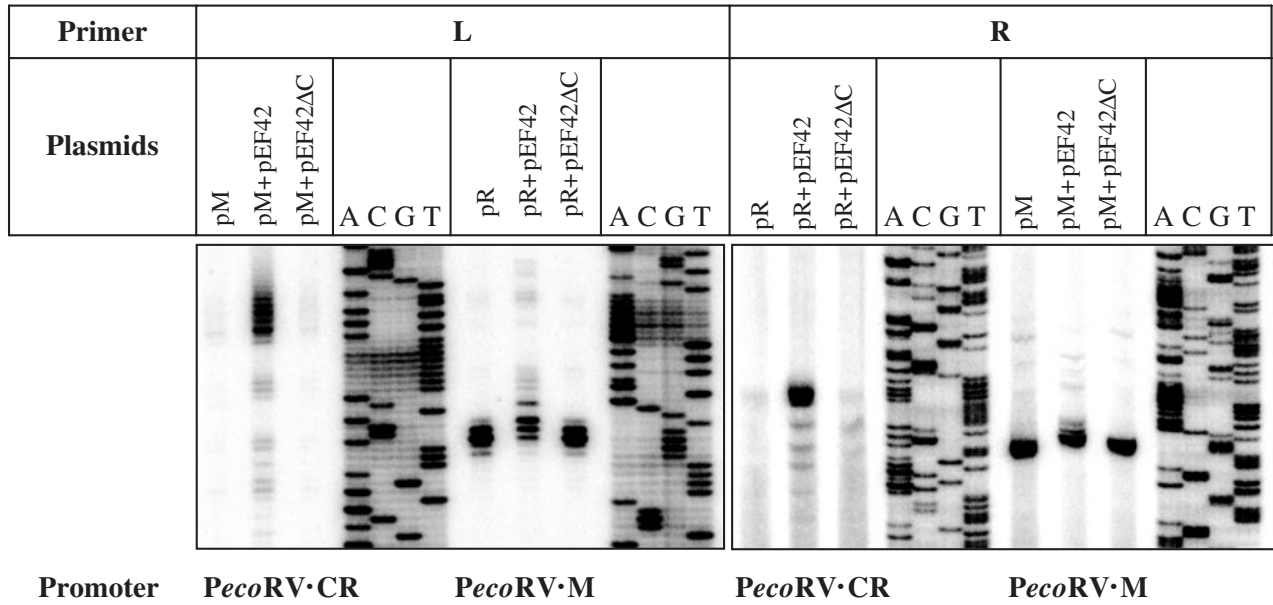 Primer L R
Plasmids pM pM+pEF42 pM+pEF42ΔC A C G T pR pR+pEF42 pR+pEF42ΔC A C G T pR pR+pEF42 pR+pEF42ΔC A C G T pM pM+pEF42 pM+pEF42ΔC A C G T
Promoter PecoRV·CR PecoRV·M PecoRV·CR PecoRV·M